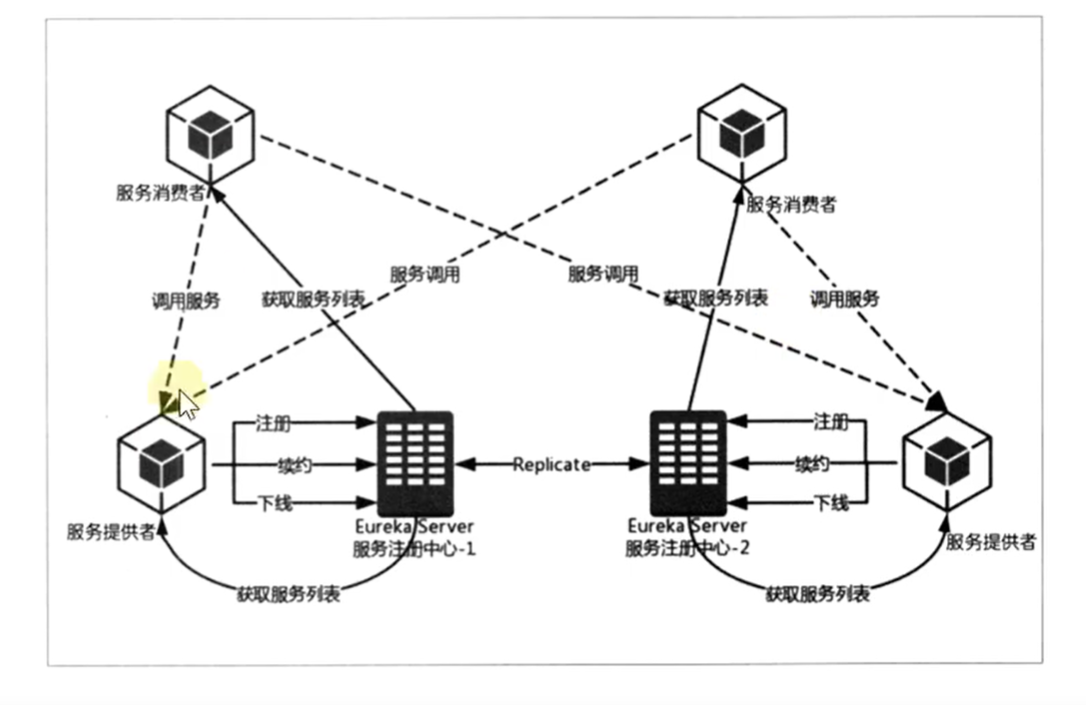 服务消费者
服务消费者
服务调用
服务调用
调用服务
获取服务列表
获取服务列表
调用服务
注册
注册
续约
Replicate
续约
下线
下线
服务提供者
Eureka Server
服务注册中心-1
Eureka Server
服务注册中心-2
服务提供者
获取服务列表
获取服务列表